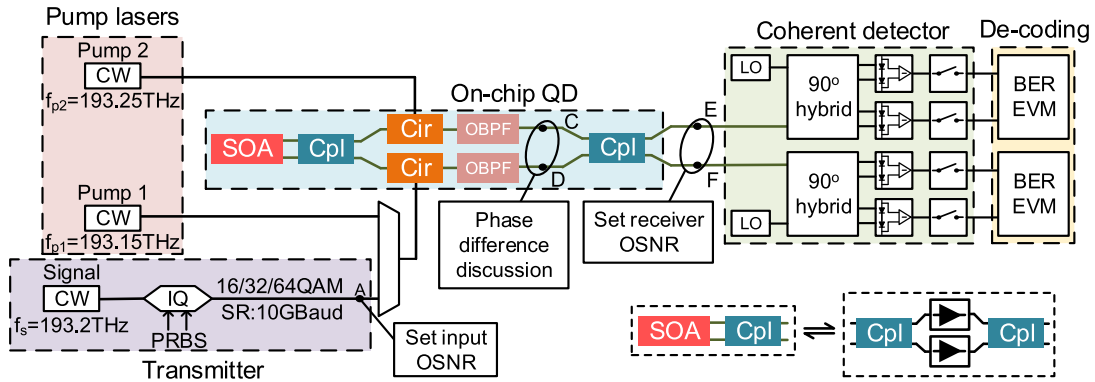 Pump lasers
Pump 2
CW
fp2=193.25THz
Pump 1
CW
fp1=193.15THz
Signal
CW
fs=193.2THz
IQ
PRBS
16/32/64QAM
SR:10GBaud
A
Transmitter
Set input
OSNR
On-chip QD
SOA
Cpl
Cir
OBPF
C
Cir
OBPF
D
Cpl
E
F
Phase
difference
discussion
Set receiver
OSNR
Coherent detector
LO
90o
hybrid
90o
hybrid
LO
De-coding
BER
EVM
BER
EVM
SOA
Cpl
Cpl
Cpl